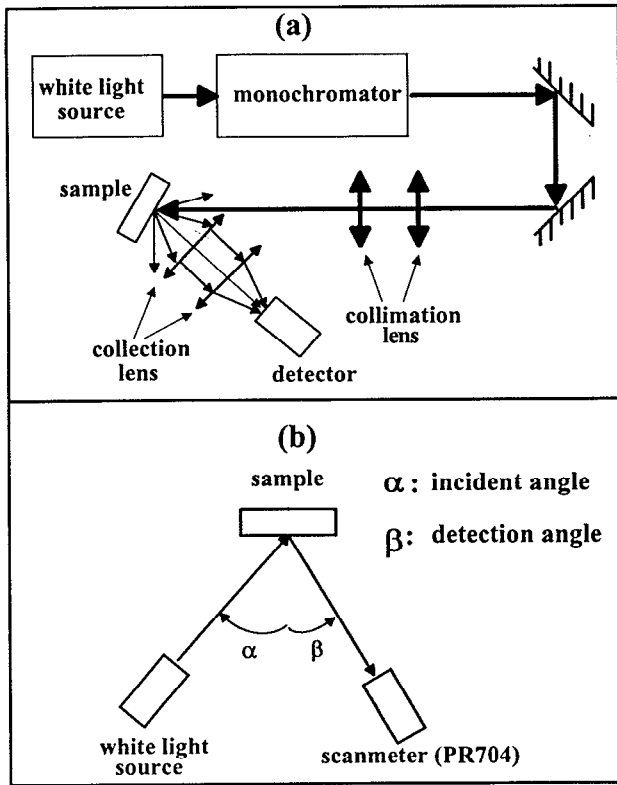 (a)
white light
source
monochromator
sample
collection
lens
detector
collimation
lens
(b)
sample
α: incident angle
β: detection angle
α
β
white light
source
scanmeter (PR704)